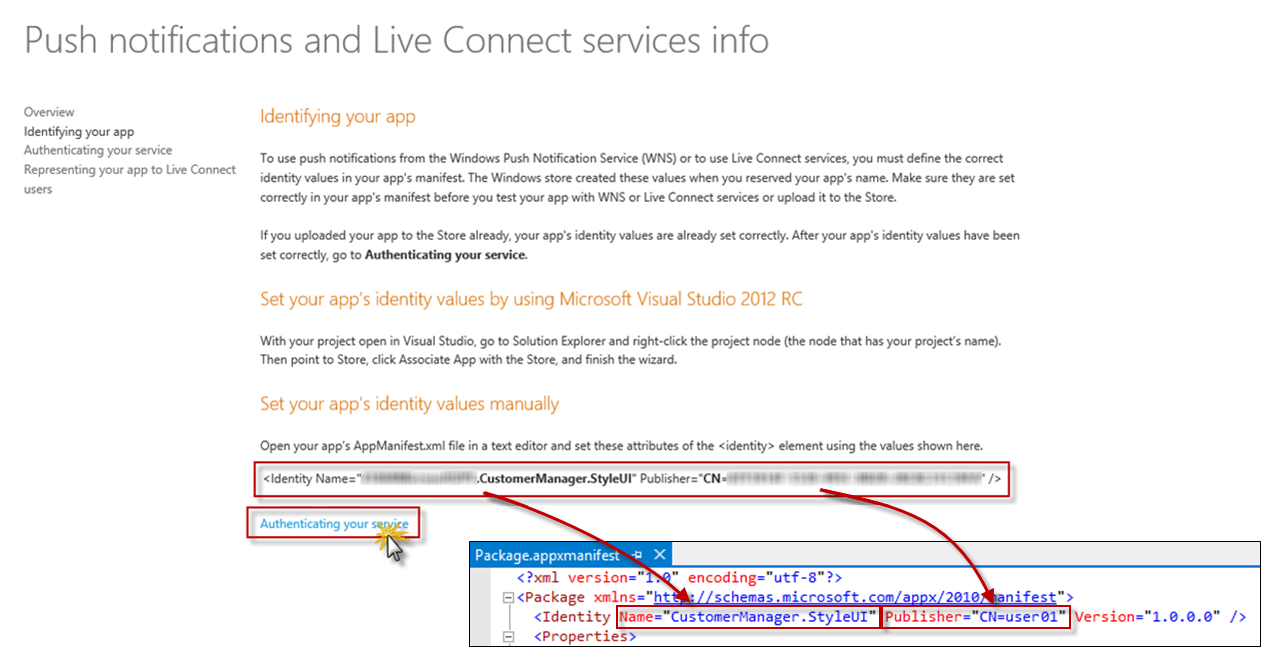 Push notifications and Live Connect services info
Overview
Identifying your app
Authenticating your service
Representing your app to Live Connect
users
Identifying your app
To use push notifications from the Windows Push Notification Service (WNS) or to use Live Connect services, you must define the correct
identity values in your app's manifest. The Windows store created these values when you reserved your app's name. Make sure they are set
correctly in your app's manifest before you test your app with WNS or Live Connect services or upload it to the Store.
If you uploaded your app to the Store already, your app's identity values are already set correctly. After your app's identity values have been
set correctly, go to Authenticating your service.
Set your app's identity values by using Microsoft Visual Studio 2012 RC
With your project open in Visual Studio, go to Solution Explorer and right-click the project node (the node that has your project's name).
Then point to Store, click Associate App with the Store, and finish the wizard.
Set your app's identity values manually
Open your app's AppManifest.xml file in a text editor and set these attributes of the <identity> element using the values shown here.
<Identity Name=" .CustomerManager.StyleUI" Publisher="CN= " />
Authenticating your service
Package.appxmanifest
<?xml version="1.0" encoding="utf-8"?>
<Package xmlns="http://schemas.microsoft.com/appx/2010/manifest">
<Identity Name="CustomerManager.StyleUI" Publisher="CN=user01" Version="1.0.0.0" />
<Properties>